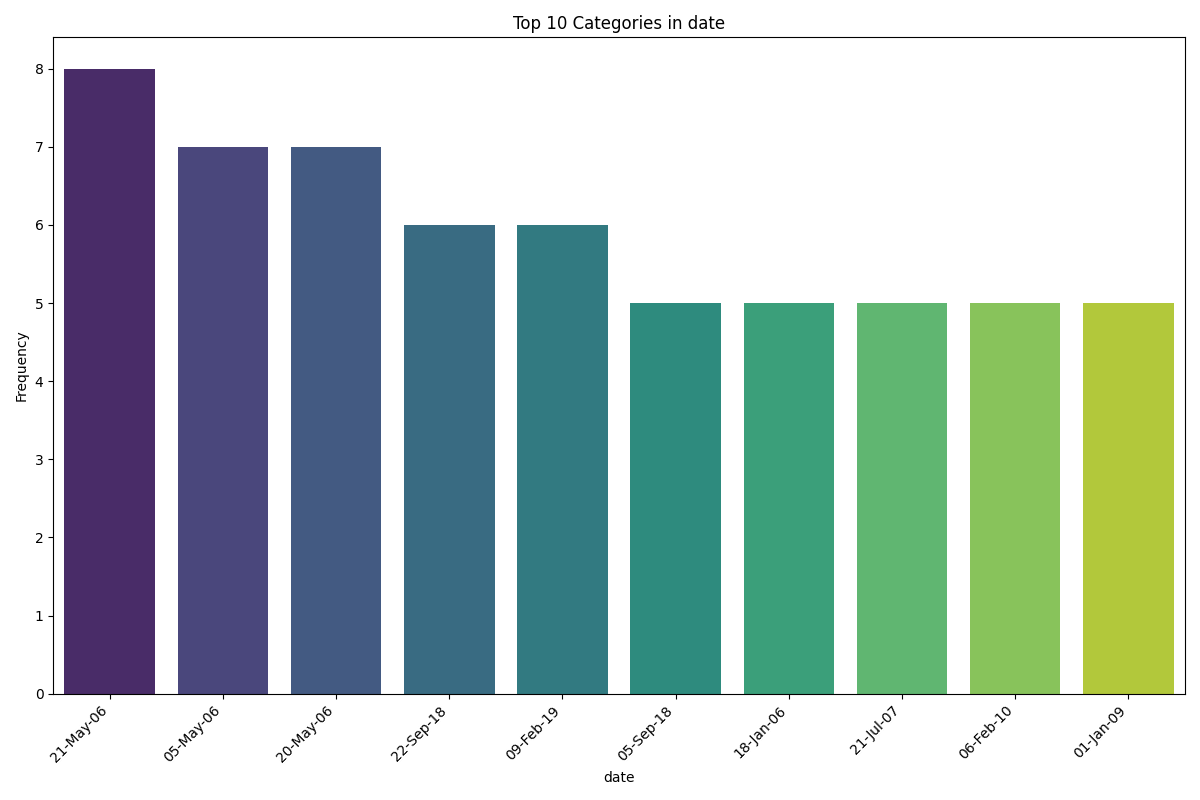 Top 10 Categories in date
8
7
6
5
4
3
2
1
0
Frequency
21-May-06
05-May-06
20-May-06
22-Sep-18
09-Feb-19
05-Sep-18
18-Jan-06
21-Jul-07
06-Feb-10
01-Jan-09
date